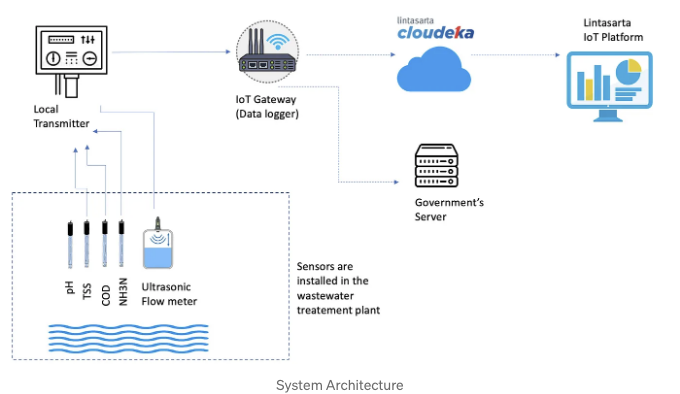 lintasarta
cloudeka
Lintasarta
IoT Platform
Local
Transmitter
IoT Gateway
(Data logger)
Government's
Server
pH
TSS
COD
NH3N
Ultrasonic
Flow meter
Sensors are
installed in the
wastewater
treatement plant
System Architecture